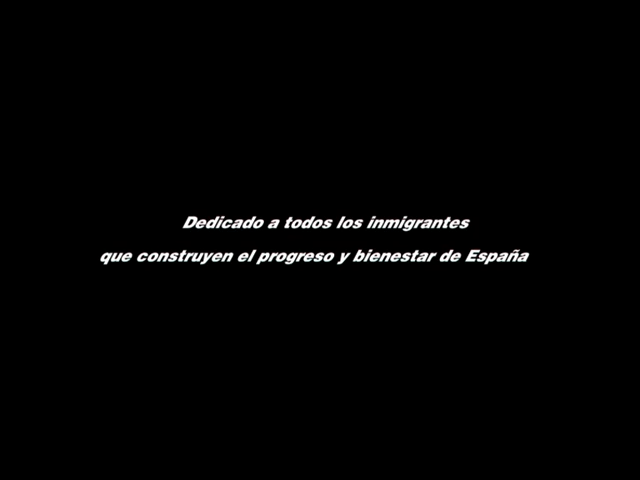 Dedicado a todos los inmigrantes
que construyen el progreso y bienestar de España